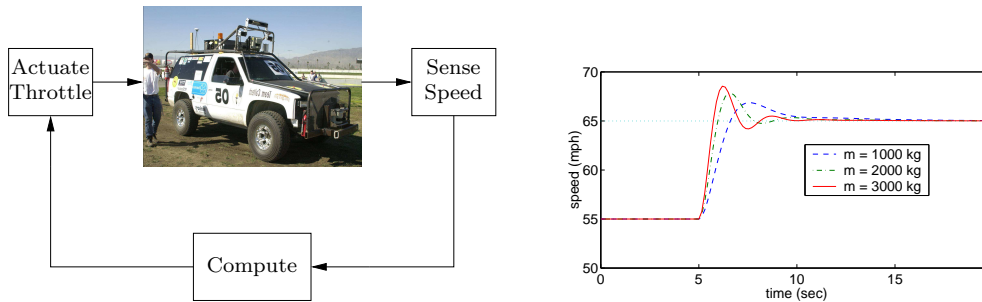 Actuate
Throttle
Sense
Speed
Compute
05
70
65
60
55
50
speed (mph)
m = 1000 kg
m = 2000 kg
m = 3000 kg
0
5
10
15
time (sec)